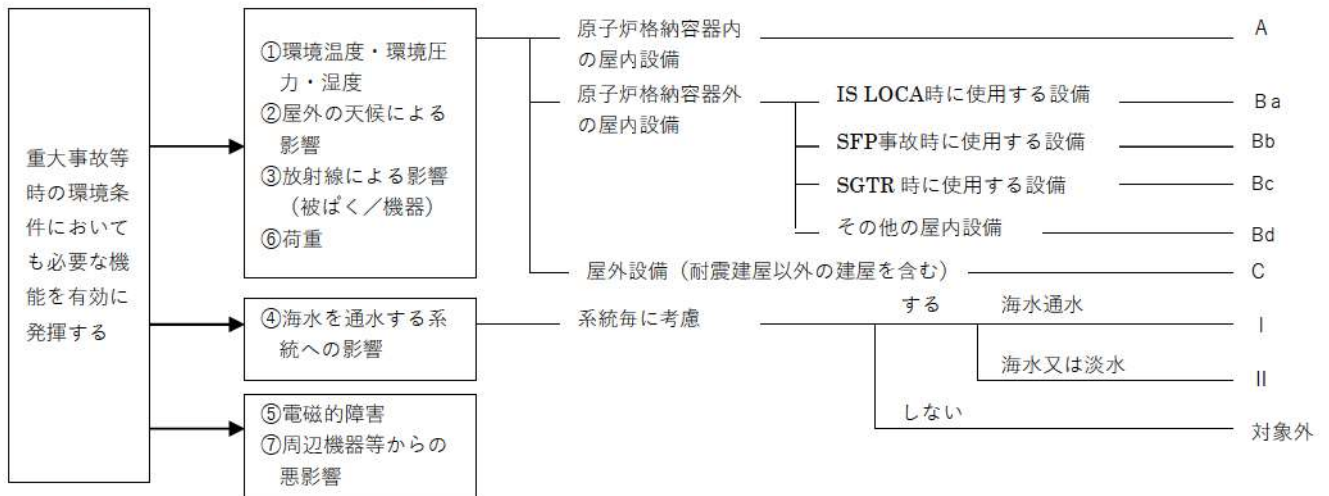 重大事故等
時の環境条
件において
も必要な機
能を有効に
発揮する
①環境温度・環境圧
力・湿度
②屋外の天候による
影響
③放射線による影響
（被ばく／機器）
⑥荷重
原子炉格納容器内
の屋内設備
A
原子炉格納容器外
の屋内設備
IS LOCA時に使用する設備
Ba
SFP事故時に使用する設備
Bb
SGTR 時に使用する設備
Bc
その他の屋内設備
Bd
屋外設備（耐震建屋以外の建屋を含む）
C
④海水を通水する系
統への影響
系統毎に考慮
する
海水通水
I
海水又は淡水
II
しない
対象外
⑤電磁的障害
⑦周辺機器等からの
悪影響